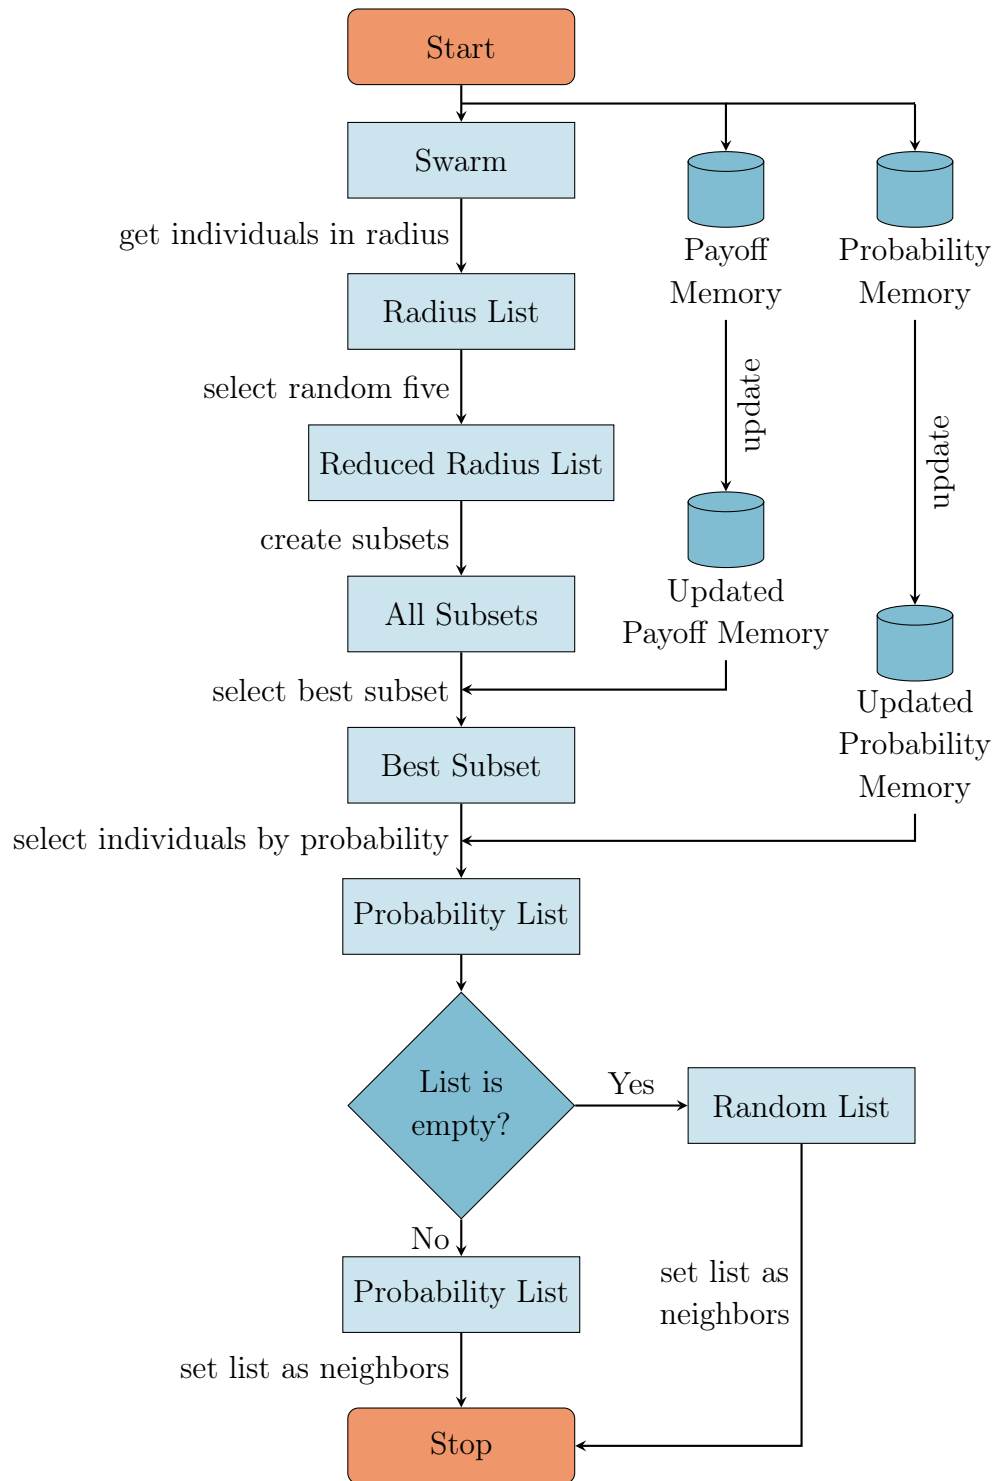 Start
Swarm
get individuals in radius
Payoff
Memory
Probability
Memory
Radius List
select random five
update
update
Reduced Radius List
create subsets
All Subsets
Updated
Payoff Memory
select best subset
Updated
Probability
Memory
Best Subset
select individuals by probability
Probability List
List is
empty?
Yes
Random List
No
Probability List
set list as
neighbors
set list as neighbors
Stop